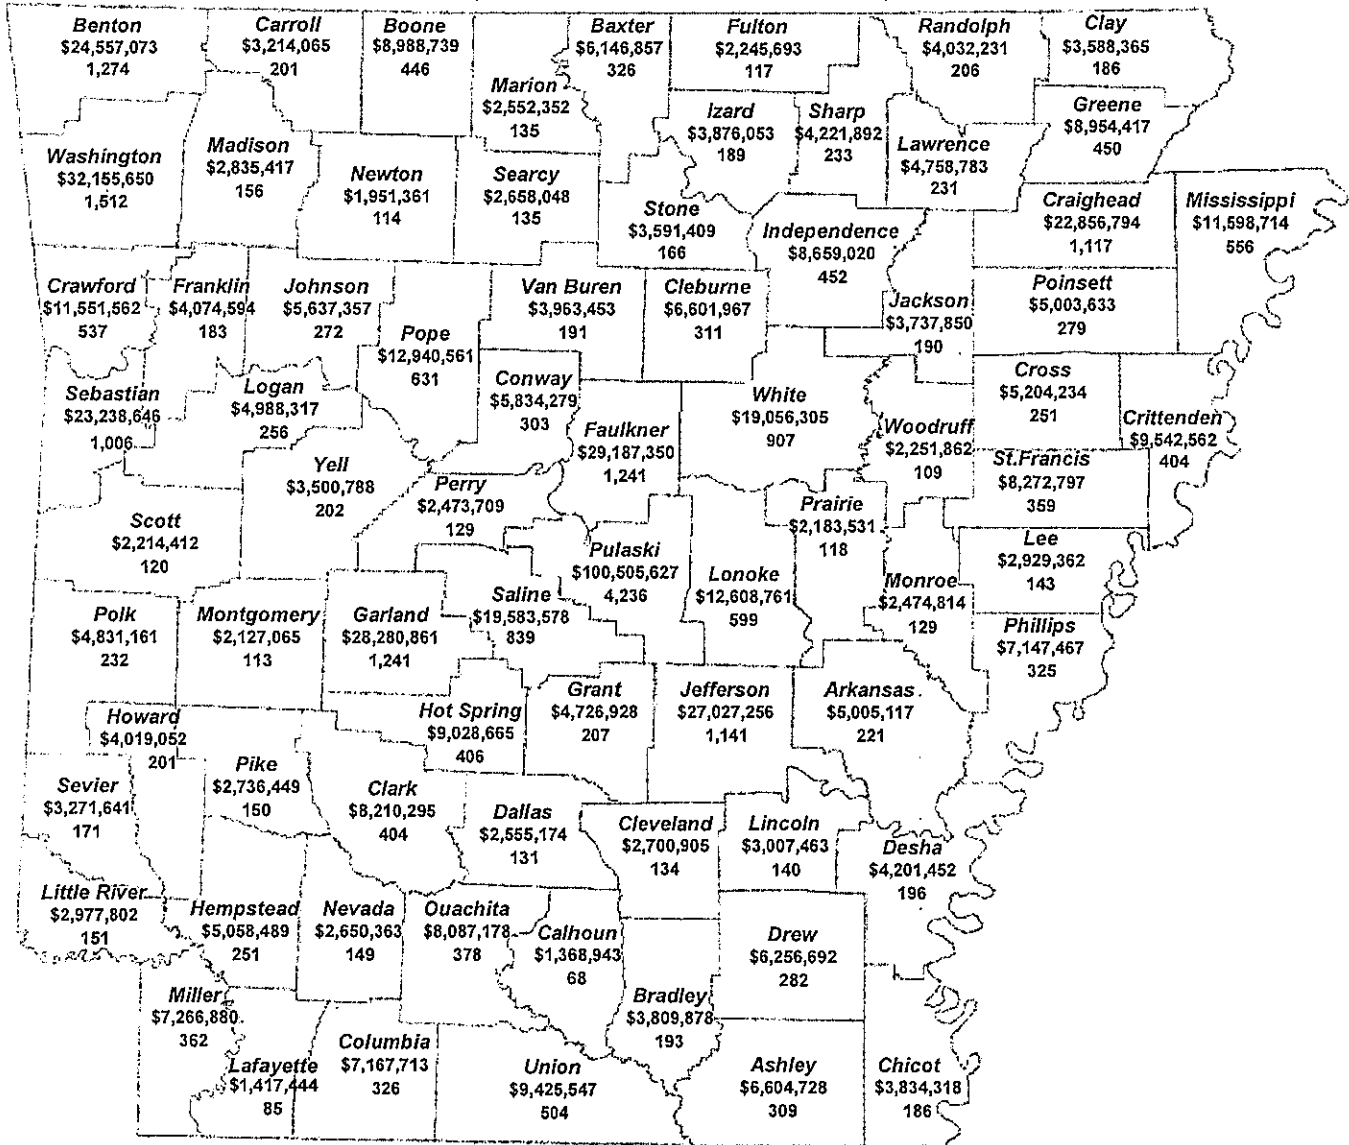 Benton
$24,557,073
1,274
Carroll
$3,214,065
201
Boone
$8,988,739
446
Marion
$2,552,352
135
Baxter
$6,146,857
326
Fulton
$2,245,693
117
Randolph
$4,032,231
206
Clay
$3,588,365
186
Izard
$3,876,053
189
Sharp
$4,221,892
233
Lawrence
$4,758,783
231
Greene
$8,954,417
450
Washington
$32,155,650
1,512
Madison
$2,835,417
156
Newton
$1,951,361
114
Searcy
$2,658,048
135
Stone
$3,591,409
166
Independence
$8,659,020
452
Craighead
$22,856,794
1,117
Mississippi
$11,598,714
556
Crawford
$11,551,562
537
Franklin
$4,074,594
183
Johnson
$5,637,357
272
Pope
$12,940,561
631
Van Buren
$3,963,453
191
Cleburne
$6,601,967
311
Jackson
$3,737,850
190
Poinsett
$5,003,633
279
Sebastian
$23,238,646
1,006
Logan
$4,988,317
256
Conway
$5,834,279
303
Faulkner
$29,187,350
1,241
White
$19,056,305
907
Woodruff
$2,251,862
109
Cross
$5,204,234
251
Crittenden
$9,542,562
404
Yell
$3,500,788
202
Perry
$2,473,709
129
St.Francis
$8,272,797
359
Scott
$2,214,412
120
Pulaski
$100,505,627
4,236
Prairie
$2,183,531
118
Lee
$2,929,362
143
Polk
$4,831,161
232
Montgomery
$2,127,065
113
Garland
$28,280,861
1,241
Saline
$19,583,578
839
Lonoke
$12,608,761
599
Monroe
$2,474,814
129
Phillips
$7,147,467
325
Howard
$4,019,052
201
Pike
$2,736,449
150
Hot Spring
$9,028,665
406
Grant
$4,726,928
207
Jefferson
$27,027,256
1,141
Arkansas
$5,005,117
221
Sevier
$3,271,641
171
Clark
$8,210,295
404
Dallas
$2,555,174
131
Cleveland
$2,700,905
134
Lincoln
$3,007,463
140
Desha
$4,201,452
196
Little River
$2,977,802
151
Hempstead
$5,058,489
251
Nevada
$2,650,363
149
Ouachita
$8,087,178
378
Calhoun
$1,368,943
68
Drew
$6,256,692
282
Miller
$7,266,880
362
Lafayette
$1,417,444
85
Columbia
$7,167,713
326
Union
$9,425,547
504
Bradley
$3,809,878
193
Ashley
$6,604,728
309
Chicot
$3,834,318
186